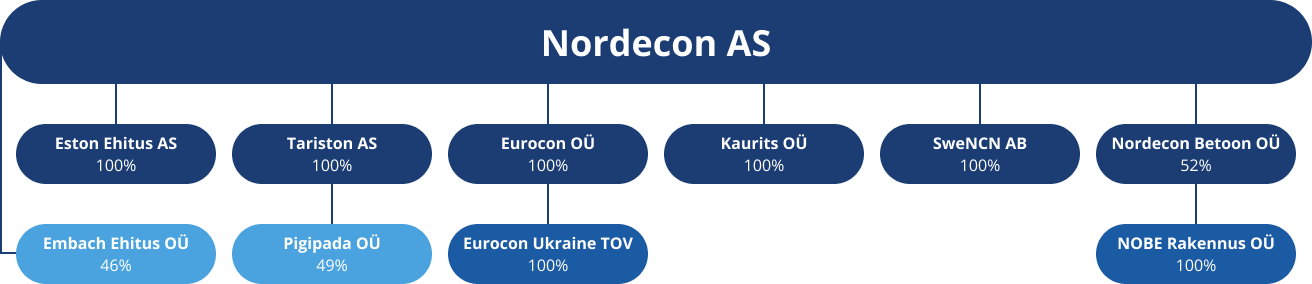 Nordecon AS
Eston Ehitus AS
100%
Tariston AS
100%
Eurocon OÜ
100%
Kaurits OÜ
100%
SweNCN AB
100%
Nordecon Betoon OÜ
52%
Embach Ehitus OÜ
46%
Pigipada OÜ
49%
Eurocon Ukraine TOV
100%
NOBE Rakennus OÜ
100%